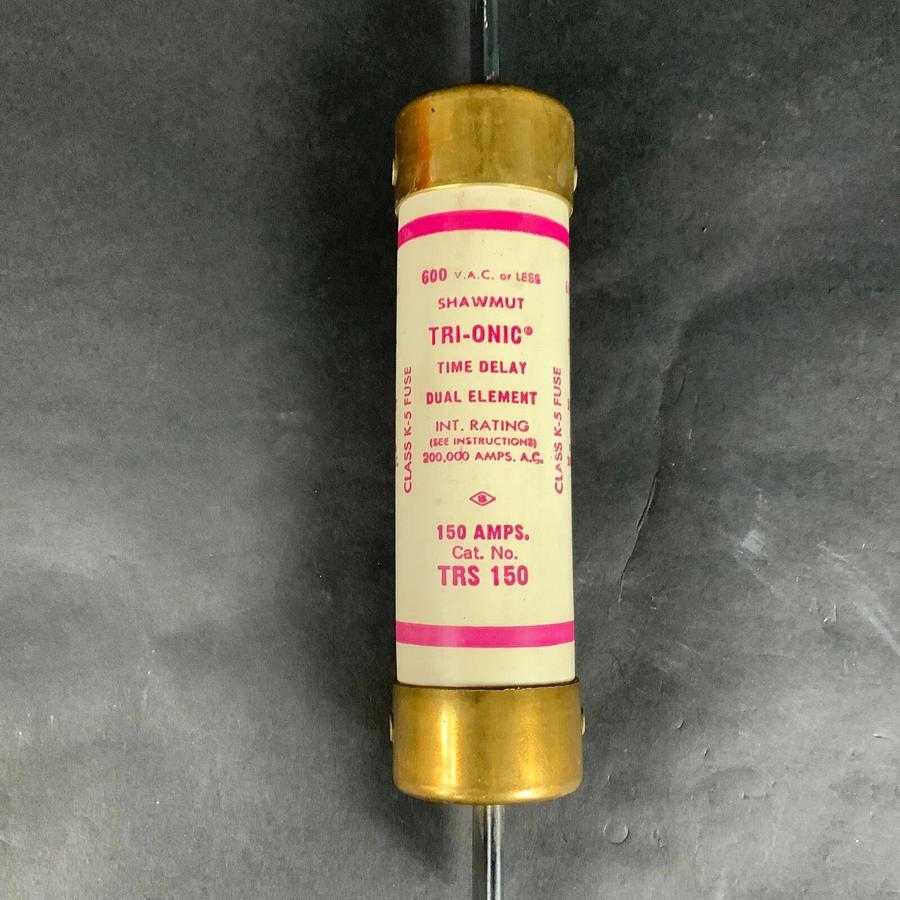 600 V.A.C. or LESS
SHAWMUT
TRI-ONIC®
TIME DELAY
DUAL ELEMENT
INT. RATING
(SEE INSTRUCTIONS)
200,000 AMPS. A.C.
S
150 AMPS.
Cat. No.
TRS 150
CLASS K-5 FUSE
CLASS K-5 FUSE